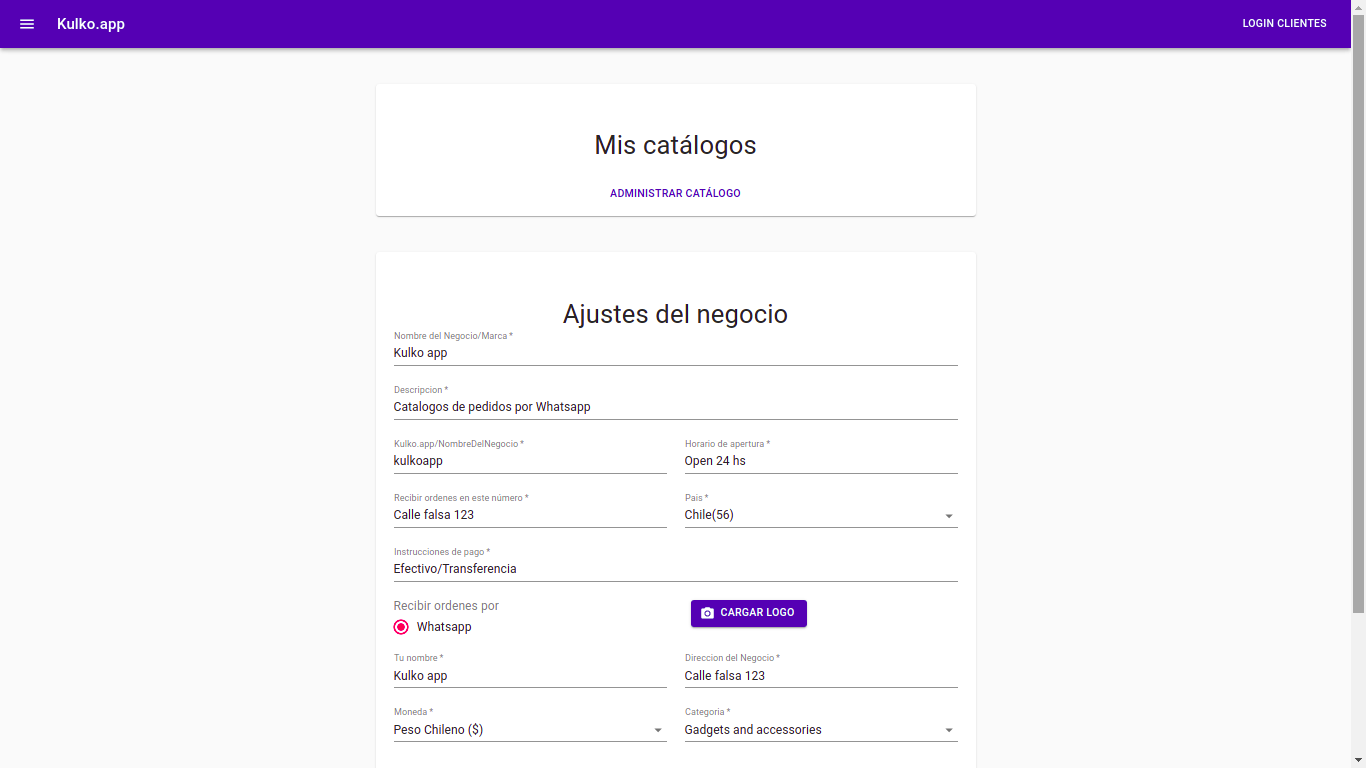 Kulko.app
LOGIN CLIENTES
Mis catálogos
ADMINISTRAR CATÁLOGO
Ajustes del negocio
Nombre del Negocio/Marca *
Kulko app
Descripcion *
Catalogos de pedidos por Whatsapp
Kulko.app/NombreDelNegocio *
kulkoapp
Horario de apertura *
Open 24 hs
Recibir ordenes en este número *
Calle falsa 123
Pais *
Chile(56)
Instrucciones de pago *
Efectivo/Transferencia
Recibir ordenes por
Whatsapp
CARGAR LOGO
Tu nombre *
Kulko app
Direccion del Negocio *
Calle falsa 123
Moneda *
Peso Chileno ($)
Categoria *
Gadgets and accessories